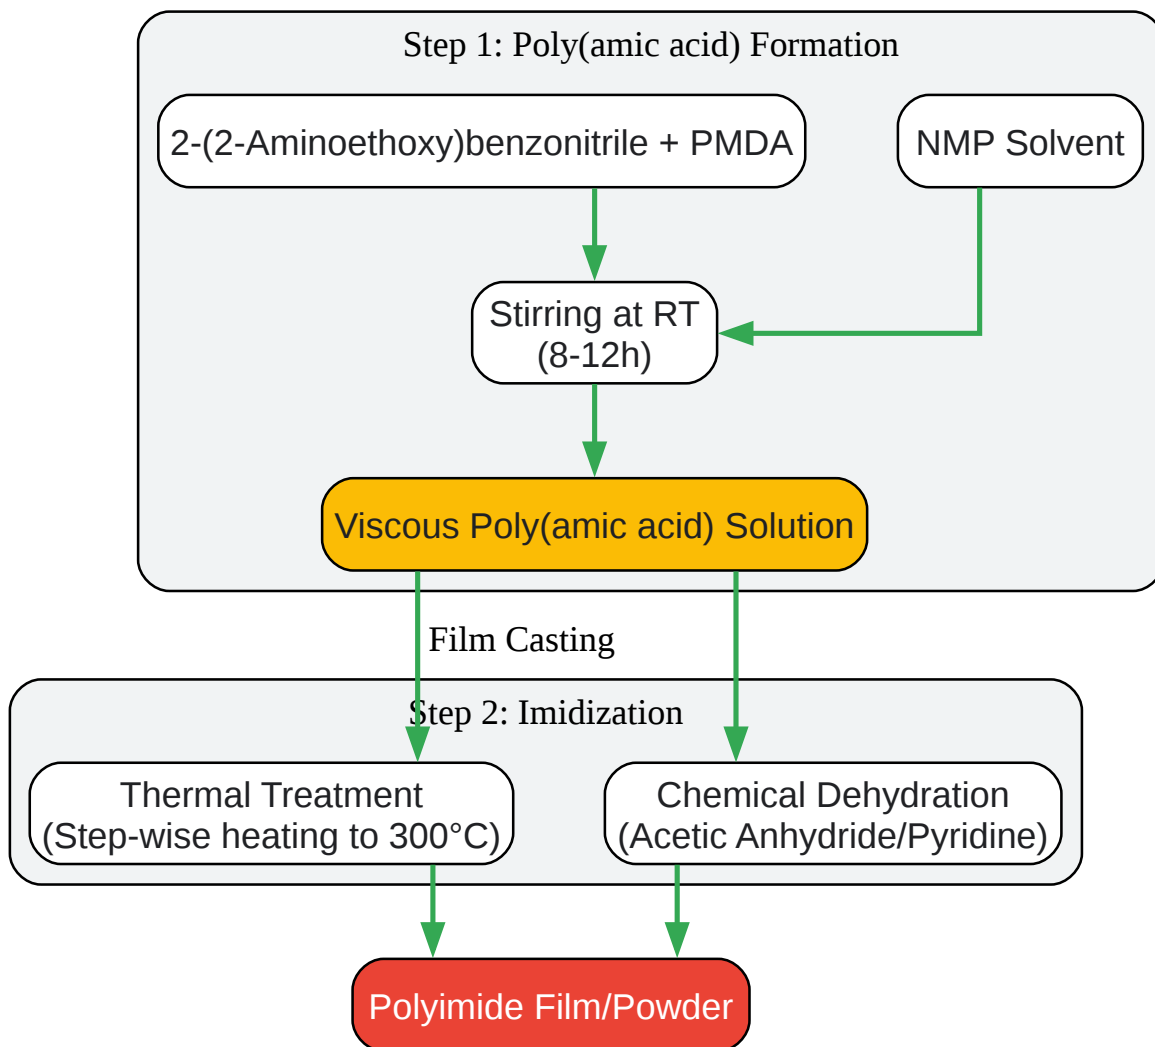 Step 1: Poly(amic acid) Formation
2-(2-Aminoethoxy)benzonitrile + PMDA
NMP Solvent
Stirring at RT
(8-12h)
Viscous Poly(amic acid) Solution
Film Casting
Step 2: Imidization
Thermal Treatment
(Step-wise heating to 300°C)
Chemical Dehydration
(Acetic Anhydride/Pyridine)
Polyimide Film/Powder